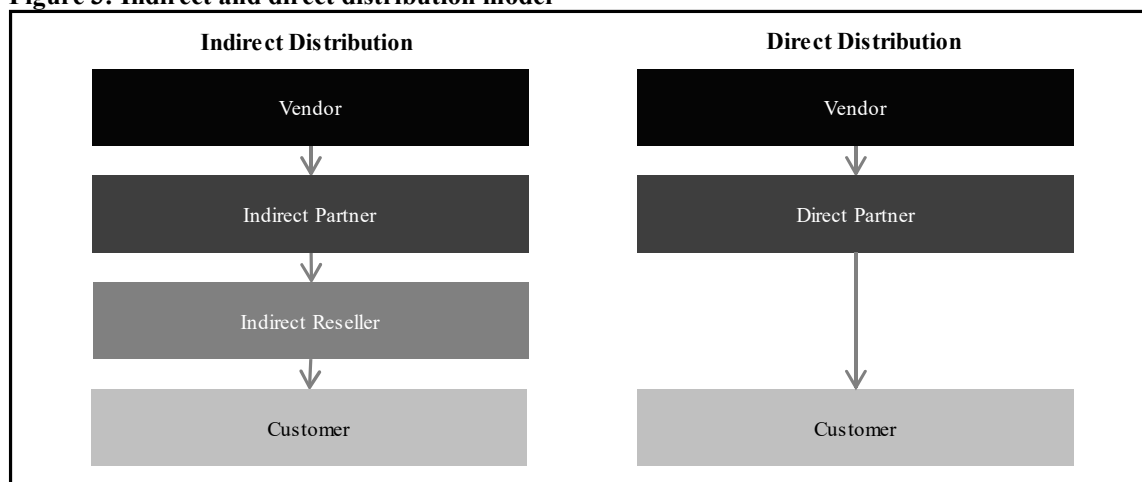 Figure 3: Indirect and direct distribution model
Indirect Distribution
Direct Distribution
Vendor
Vendor
Indirect Partner
Direct Partner
Indirect Reseller
Customer
Customer